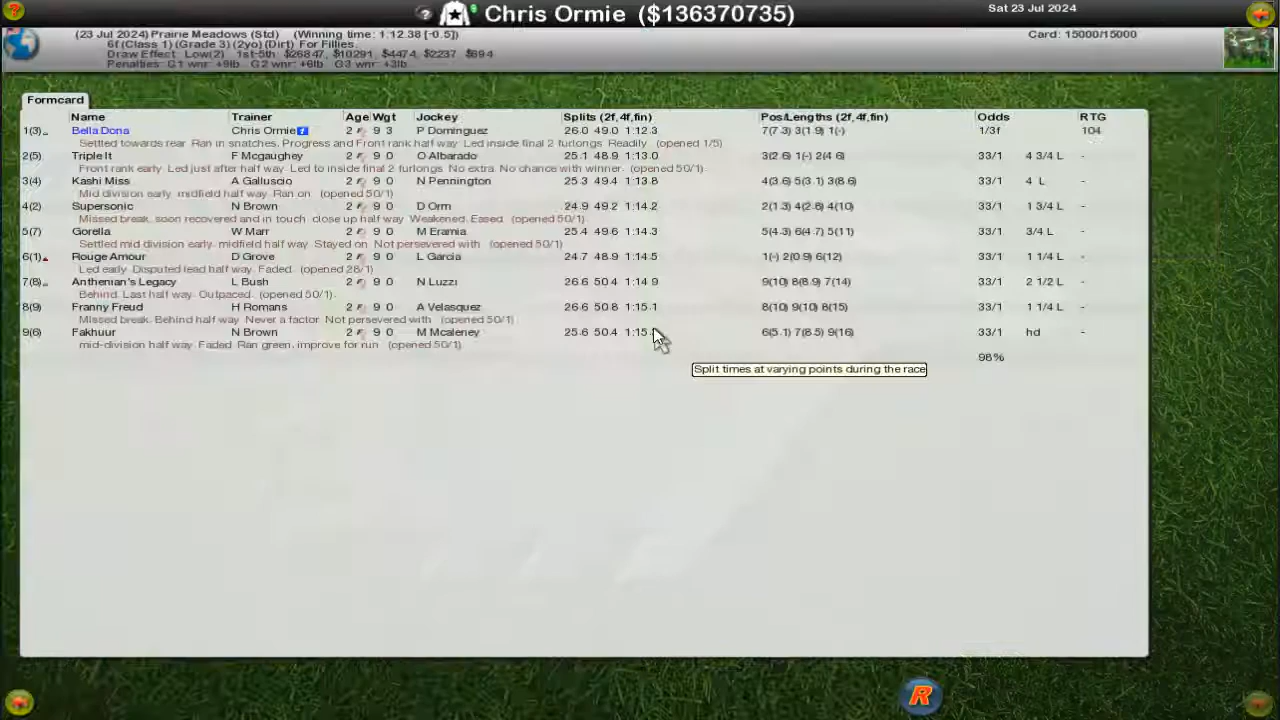 Chris Ormie ($136370735)
Sat 23 Jul 2024
(23 Jul 2024) Prairie Meadows (Std) (Winning time: 1:12.38 [-0.5])
Card: 15000/15000
6f (Class 1) (Grade 3) (2yo) (Dirt) For Fillies.
Draw Effect: Low(2) 1st-5th $26847, $10291, $4474, $2237 $894
Penalties: G1 wnr: +9lb G2 wnr: +6lb G3 wnr: +3lb
Formcard
Name Trainer Age Wgt Jockey Splits (2f,4f,fin) Pos/Lengths (2f,4f,fin) Odds RTG
1(3) Bella Dona Chris Ormie f 2 9 3 P Dominguez 26.0 49.0 1:12.3 7(7.3) 3(1.9) 1(-) 1/3f 104
Settled towards rear. Ran in snatches. Progress and Front rank half way. Led inside final 2 furlongs. Readily. (opened 1/5)
2(5) Triple It F Mcgaughey 2 9 0 O Albarado 25.1 48.9 1:13.0 3(2.6) 1(-) 2(4.6) 33/1 4 3/4 L -
Front rank early. Led just after half way. Led to inside final 2 furlongs. No extra. No chance with winner. (opened 50/1)
3(4) Kashi Miss A Galluscio 2 9 0 N Pennington 25.3 49.4 1:13.8 4(3.6) 5(3.1) 3(8.6) 33/1 4 L -
Mid division early. midfield half way. Ran on. (opened 50/1)
4(2) Supersonic N Brown 2 9 0 D Orm 24.9 49.2 1:14.2 2(1.3) 4(2.6) 4(10) 33/1 1 3/4 L -
Missed break. soon recovered and in touch. close up half way. Weakened. Eased. (opened 50/1)
5(7) Gorella W Marr 2 9 0 M Eramia 25.4 49.6 1:14.3 5(4.3) 6(4.7) 5(11) 33/1 3/4 L -
Settled mid division early. midfield half way. Stayed on. Not persevered with. (opened 50/1)
6(1) Rouge Amour D Grove 2 9 0 L Garcia 24.7 48.9 1:14.5 1(-) 2(0.9) 6(12) 33/1 1 1/4 L -
Led early. Disputed lead half way. Faded. (opened 28/1)
7(8) Anthenian's Legacy L Bush 2 9 0 N Luzzi 26.6 50.4 1:14.9 9(10) 8(8.9) 7(14) 33/1 2 1/2 L -
Behind. Last half way. Outpaced. (opened 50/1)
8(9) Franny Freud H Romans 2 9 0 A Velasquez 26.6 50.8 1:15.1 8(10) 9(10) 8(15) 33/1 1 1/4 L -
Missed break. Behind half way. Never a factor. Not persevered with. (opened 50/1)
9(6) Fakhuur N Brown 2 9 0 M Mcaleney 25.6 50.4 6(5.1) 7(8.5) 9(16) 33/1 hd -
mid-division half way. Faded. Ran green. improve for run. (opened 50/1)
98%
Split times at varying points during the race
R